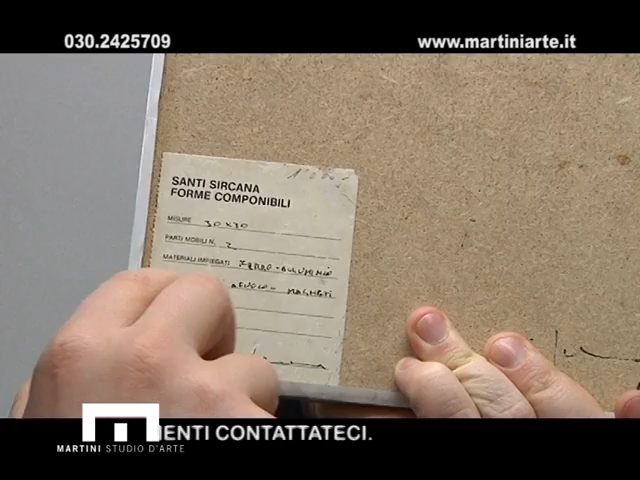 030.2425709
www.martiniarte.it
SANTI SIRCANA
FORME COMPONIBILI
MISURE 30x30
PARTI MOBILI N. 2
MATERIALI IMPIEGATI FERRO - ALLUMINIO
MAGNETI
ENTI CONTATTATECI.
MARTINI STUDIO D'ARTE